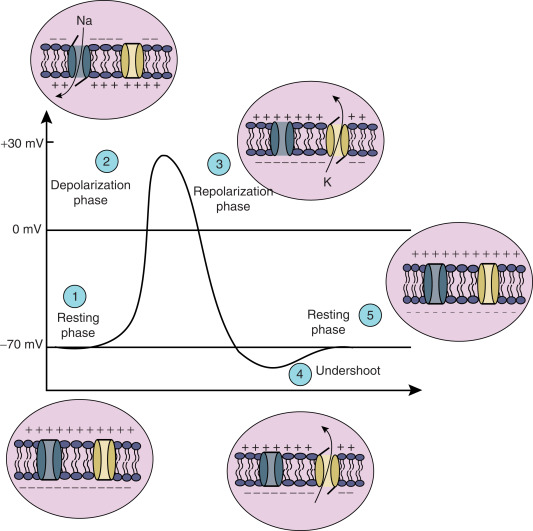 Na
+30 mV
2
Depolarization
phase
3
Repolarization
phase
K
0 mV
1
Resting
phase
Resting
phase
5
–70 mV
4 Undershoot